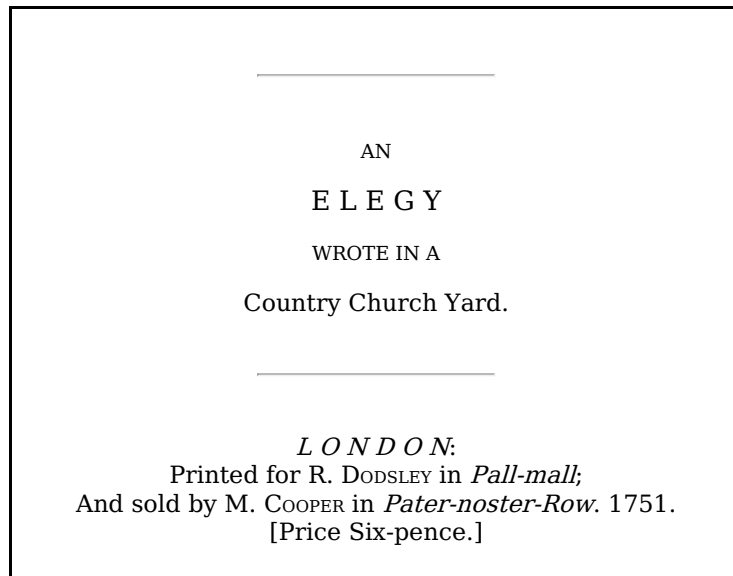 AN
E L E G Y
WROTE IN A
Country Church Yard.
L O N D O N:
Printed for R. DODSLEY in Pall-mall;
And sold by M. COOPER in Pater-noster-Row. 1751.
[Price Six-pence.]